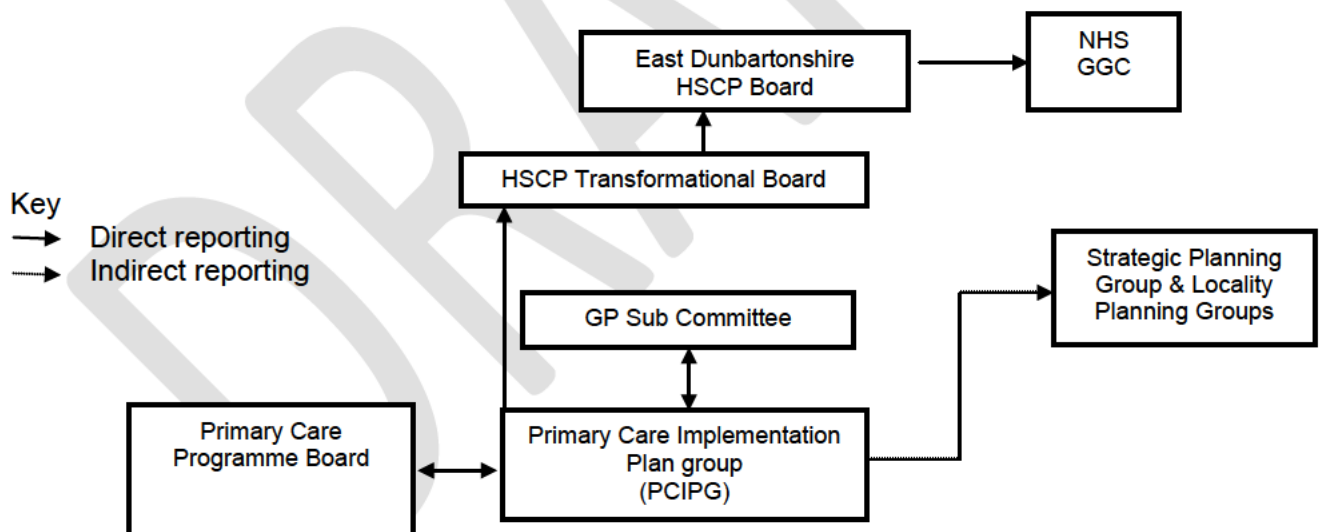 East Dunbartonshire
HSCP Board
NHS
GGC
HSCP Transformational Board
Key
Direct reporting
Indirect reporting
Strategic Planning
Group & Locality
Planning Groups
GP Sub Committee
Primary Care
Programme Board
Primary Care Implementation
Plan group
(PCIPG)